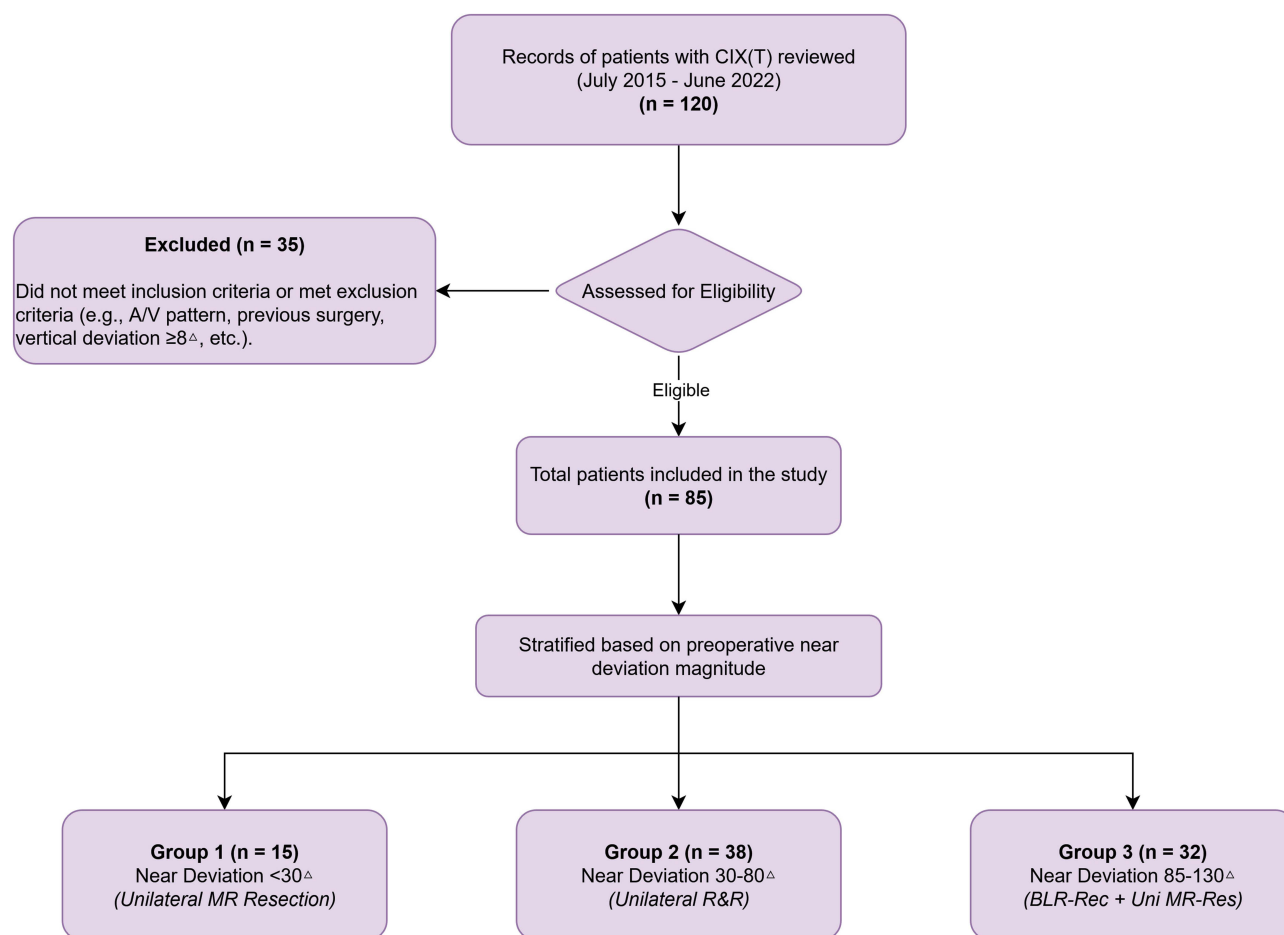 Records of patients with CIX(T) reviewed
(July 2015 - June 2022)
(n = 120)
Excluded (n = 35)
Did not meet inclusion criteria or met exclusion
criteria (e.g., A/V pattern, previous surgery,
vertical deviation ≥8△, etc.).
Assessed for Eligibility
Eligible
Total patients included in the study
(n = 85)
Stratified based on preoperative near
deviation magnitude
Group 1 (n = 15)
Near Deviation <30△
(Unilateral MR Resection)
Group 2 (n = 38)
Near Deviation 30-80△
(Unilateral R&R)
Group 3 (n = 32)
Near Deviation 85-130△
(BLR-Rec + Uni MR-Res)